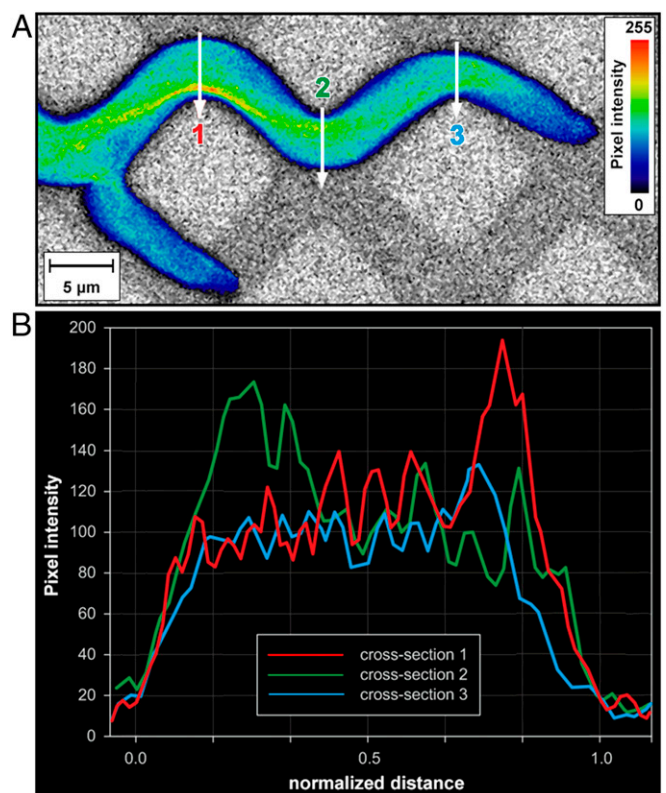 A
255
Pixel intensity
0
2
1
3
5 µm
B
200
180
160
140
120
100
80
60
40
20
0
Pixel intensity
cross-section 1
cross-section 2
cross-section 3
0.0 0.5 1.0
normalized distance